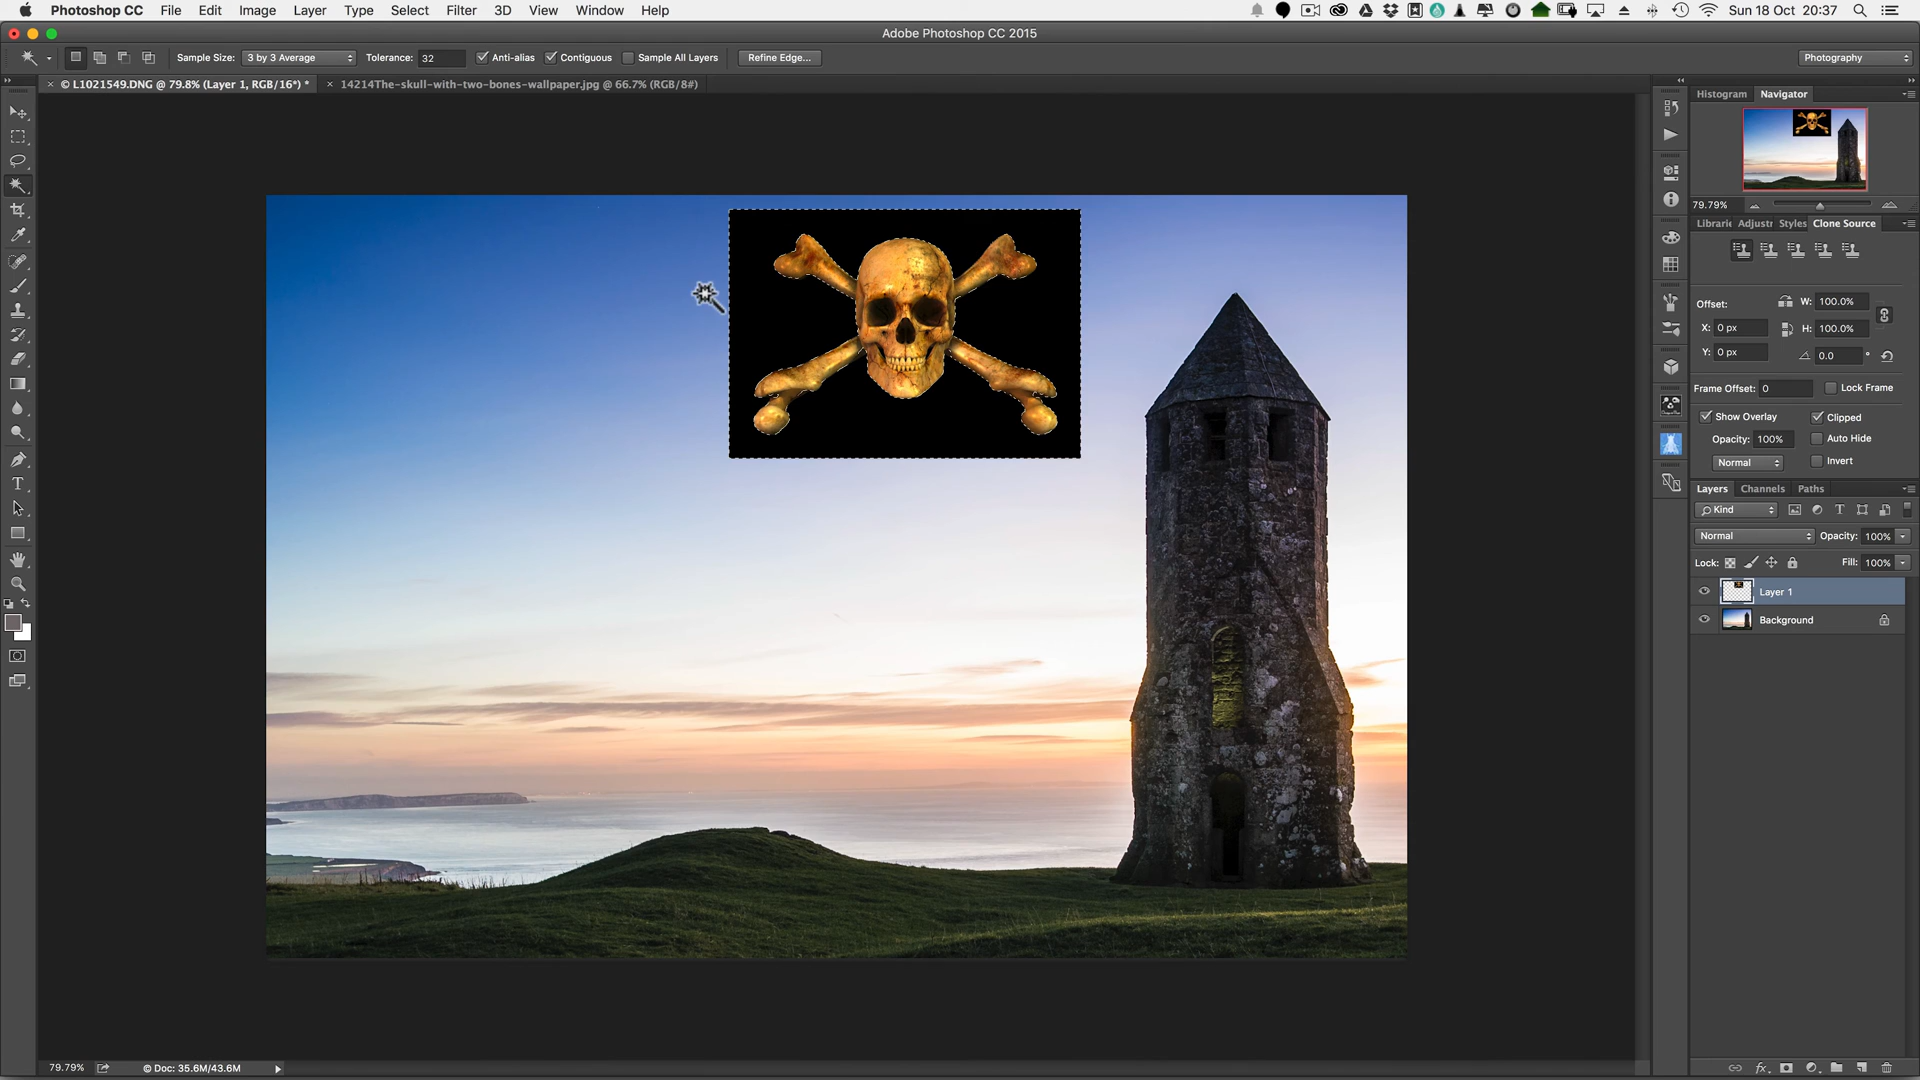 Photoshop CC File Edit Image Layer Type Select Filter 3D View Window Help Sun 18 Oct 20:37
Adobe Photoshop CC 2015
Sample Size: 3 by 3 Average Tolerance: 32 Anti-alias Contiguous Sample All Layers Refine Edge... Photography
× © L1021549.DNG @ 79.8% (Layer 1, RGB/16*) * × 14214The-skull-with-two-bones-wallpaper.jpg @ 66.7% (RGB/8#)
Histogram Navigator
79.79%
Librari Adjustr Styles Clone Source
Offset: W: 100.0%
X: 0 px H: 100.0%
Y: 0 px 0.0 °
Frame Offset: 0 Lock Frame
Show Overlay Clipped
Opacity: 100% Auto Hide
Normal Invert
Layers Channels Paths
Kind
Normal Opacity: 100%
Lock: Fill: 100%
Layer 1
Background
79.79% © Doc: 35.6M/43.6M